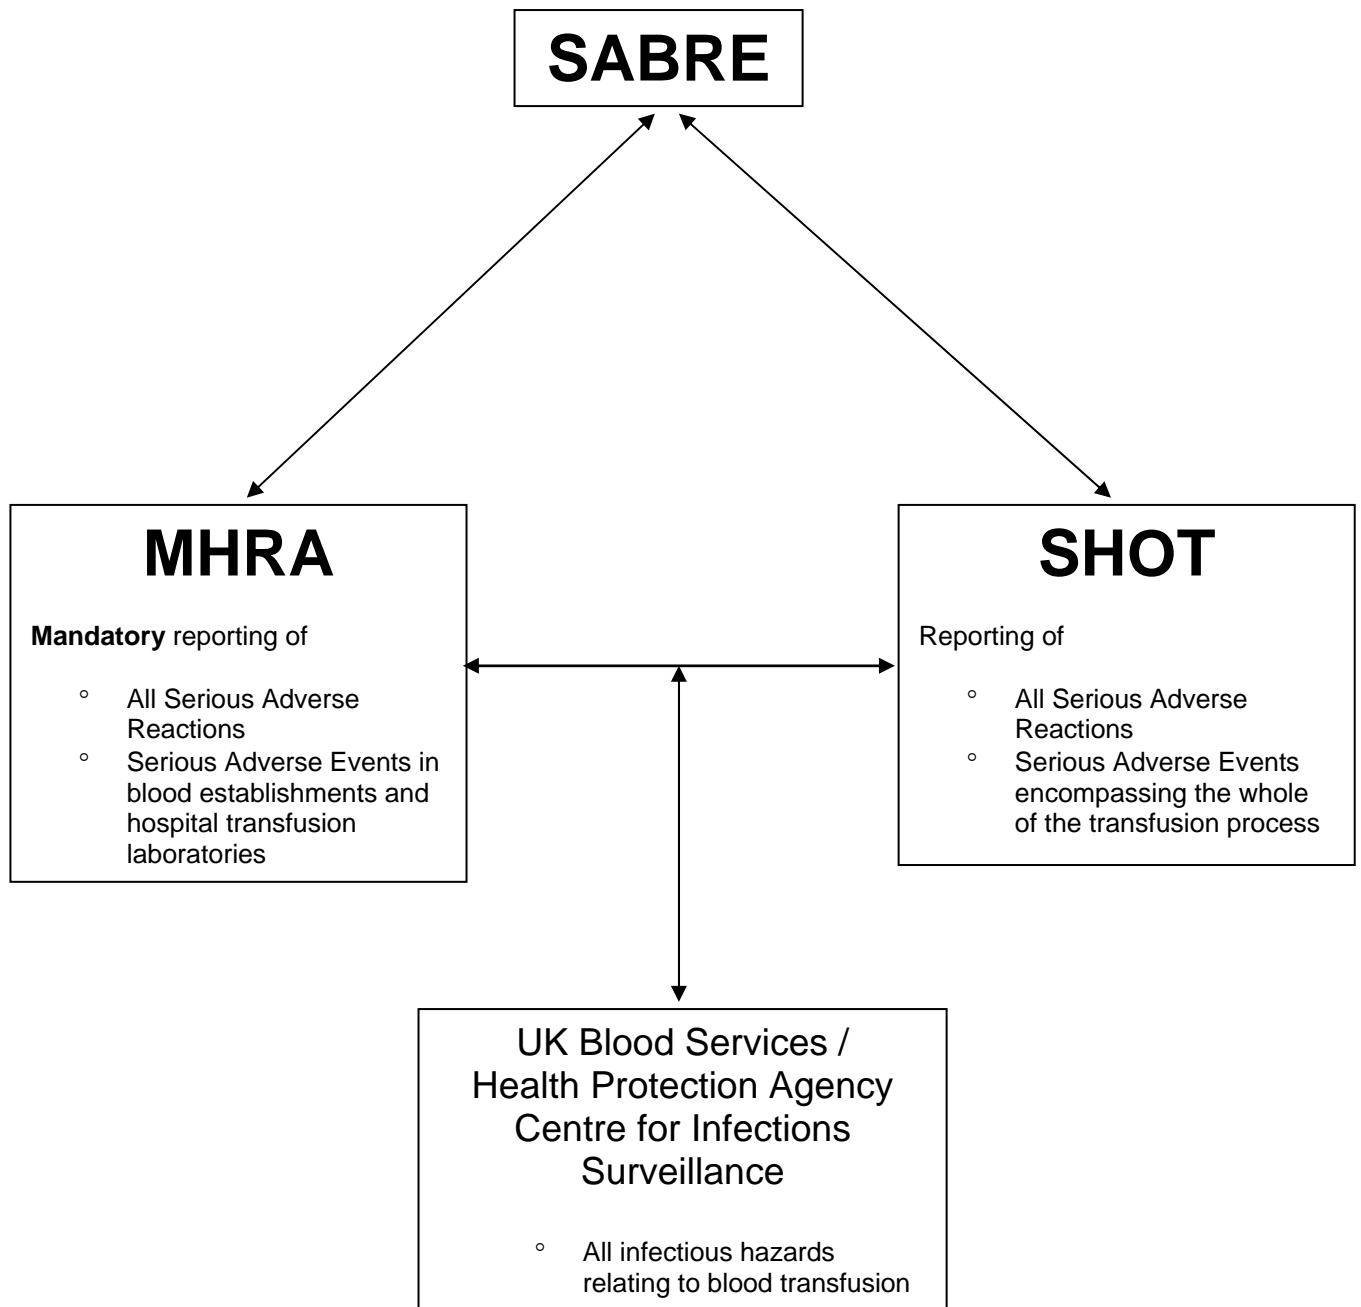 SABRE
MHRA
Mandatory reporting of
° All Serious Adverse
Reactions
° Serious Adverse Events in
blood establishments and
hospital transfusion
laboratories
SHOT
Reporting of
° All Serious Adverse
Reactions
° Serious Adverse Events
encompassing the whole
of the transfusion process
UK Blood Services /
Health Protection Agency
Centre for Infections
Surveillance
° All infectious hazards
relating to blood transfusion